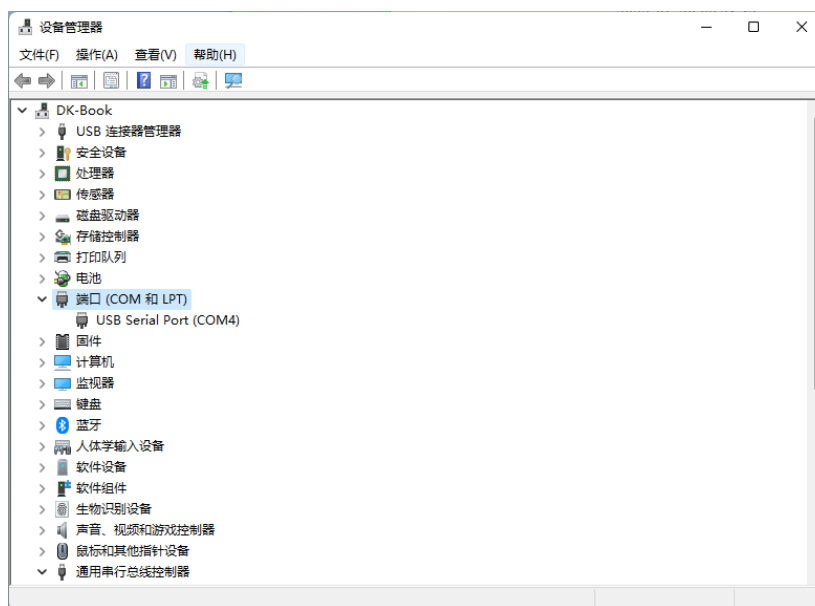 设备管理器
文件(F) 操作(A) 查看(V) 帮助(H)
DK-Book
USB 连接器管理器
安全设备
处理器
传感器
磁盘驱动器
存储控制器
打印队列
电池
端口 (COM 和 LPT)
USB Serial Port (COM4)
固件
计算机
监视器
键盘
蓝牙
人体学输入设备
软件设备
软件组件
生物识别设备
声音、视频和游戏控制器
鼠标和其他指针设备
通用串行总线控制器